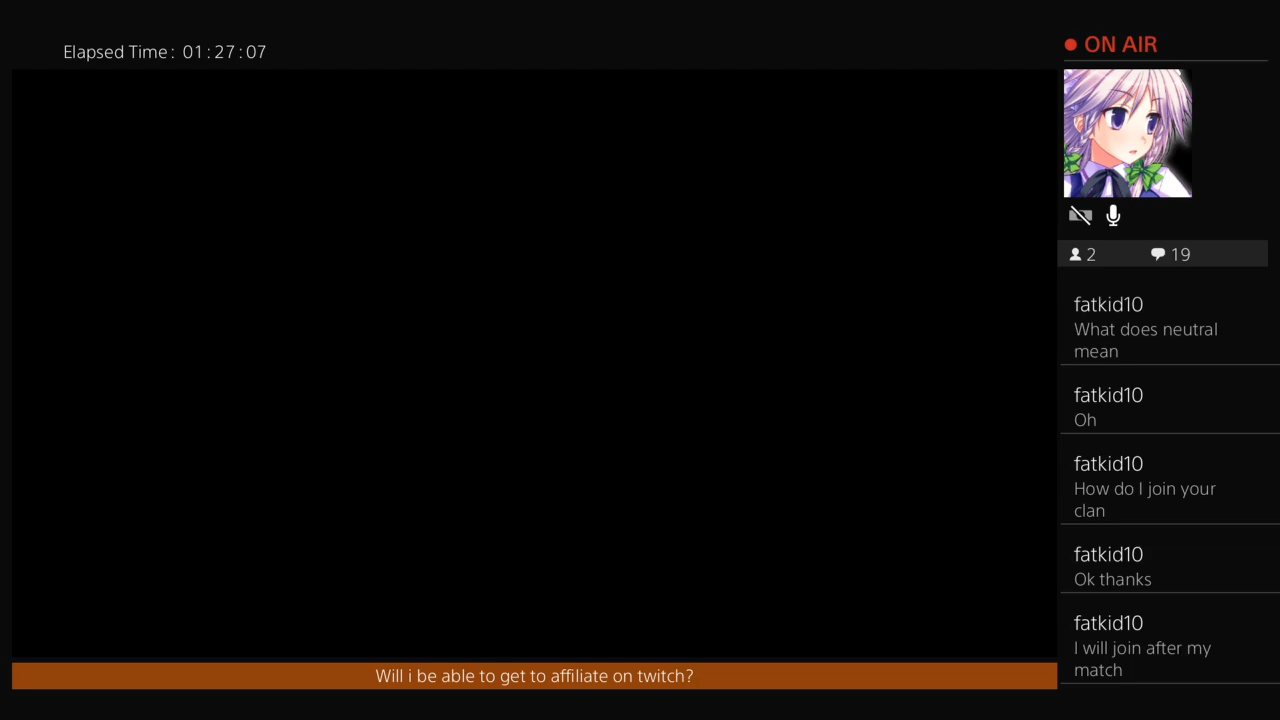 Elapsed Time: 01:27:07
ON AIR
2
19
fatkid10
What does neutral
mean
fatkid10
Oh
fatkid10
How do I join your
clan
fatkid10
Ok thanks
fatkid10
I will join after my
match
Will i be able to get to affiliate on twitch?